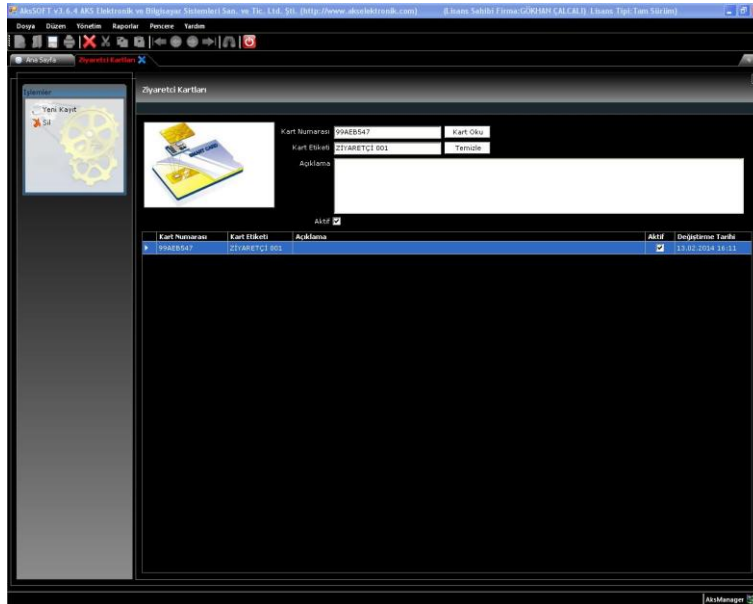 AksSOFT v3.6.4 AKS Elektronik ve Bilgisayar Sistemleri San. ve Tic. Ltd. Şti. (http://www.akselektronik.com) (Lisans Sahibi Firma:GÖKHAN ÇALCALI) Lisans Tipi:Tam Sürüm)
Dosya Düzen Yönetim Raporlar Pencere Yardım
Ana Sayfa Ziyaretci Kartları
İşlemler
Yeni Kayıt
Sil
Ziyaretci Kartları
SMART CARD
Kart Numarası 99AEB547 Kart Oku
Kart Etiketi ZİYARETÇİ 001 Temizle
Açıklama
Aktif
Kart Numarası Kart Etiketi Açıklama Aktif Değiştirme Tarihi
99AEB547 ZİYARETÇİ 001 13.02.2014 16:11
AksManager